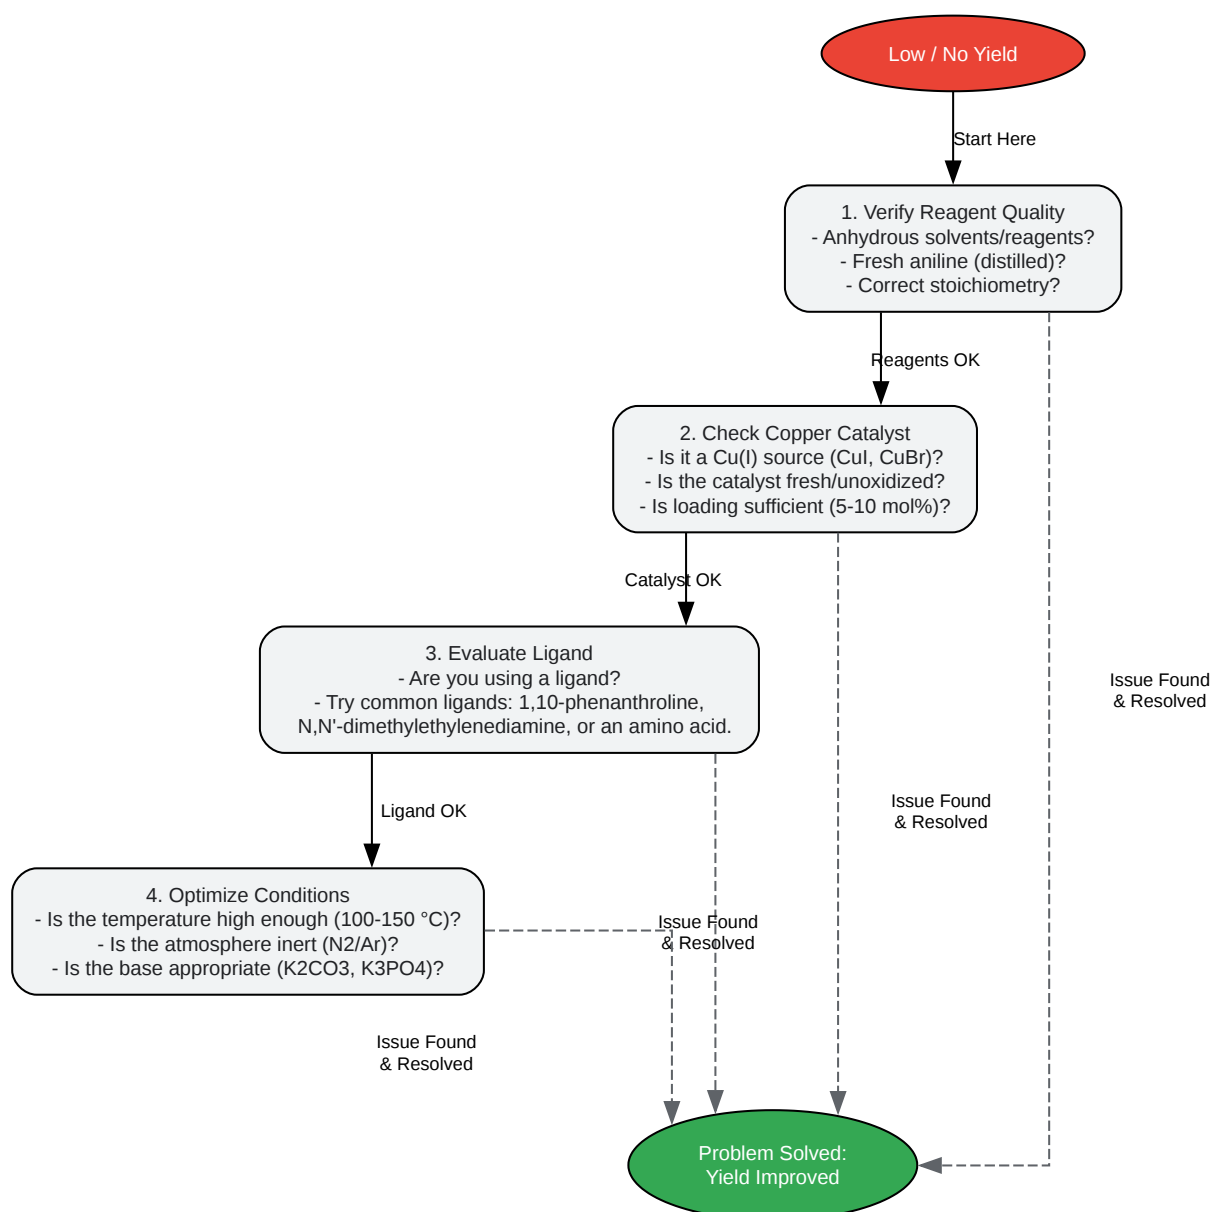 Low / No Yield
Start Here
1. Verify Reagent Quality
- Anhydrous solvents/reagents?
- Fresh aniline (distilled)?
- Correct stoichiometry?
Reagents OK
2. Check Copper Catalyst
- Is it a Cu(I) source (CuI, CuBr)?
- Is the catalyst fresh/unoxidized?
- Is loading sufficient (5-10 mol%)?
Catalyst OK
3. Evaluate Ligand
- Are you using a ligand?
- Try common ligands: 1,10-phenanthroline,
N,N'-dimethylethylenediamine, or an amino acid.
Issue Found
& Resolved
Issue Found
& Resolved
Ligand OK
4. Optimize Conditions
- Is the temperature high enough (100-150 °C)?
- Is the atmosphere inert (N2/Ar)?
- Is the base appropriate (K2CO3, K3PO4)?
Issue Found
& Resolved
Issue Found
& Resolved
Problem Solved:
Yield Improved